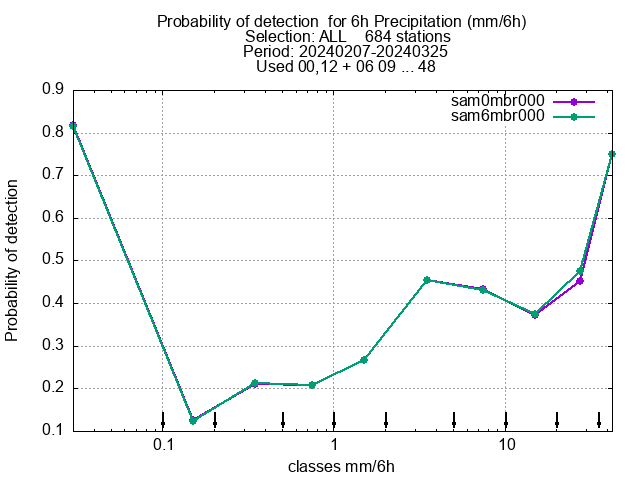 Probability of detection  for 6h Precipitation (mm/6h)
Selection: ALL    684 stations
Period: 20240207-20240325
Used 00,12 + 06 09 ... 48
sam0mbr000
sam6mbr000
0.9
0.8
0.7
0.6
0.5
0.4
0.3
0.2
0.1
Probability of detection
0.1 1 10
classes mm/6h